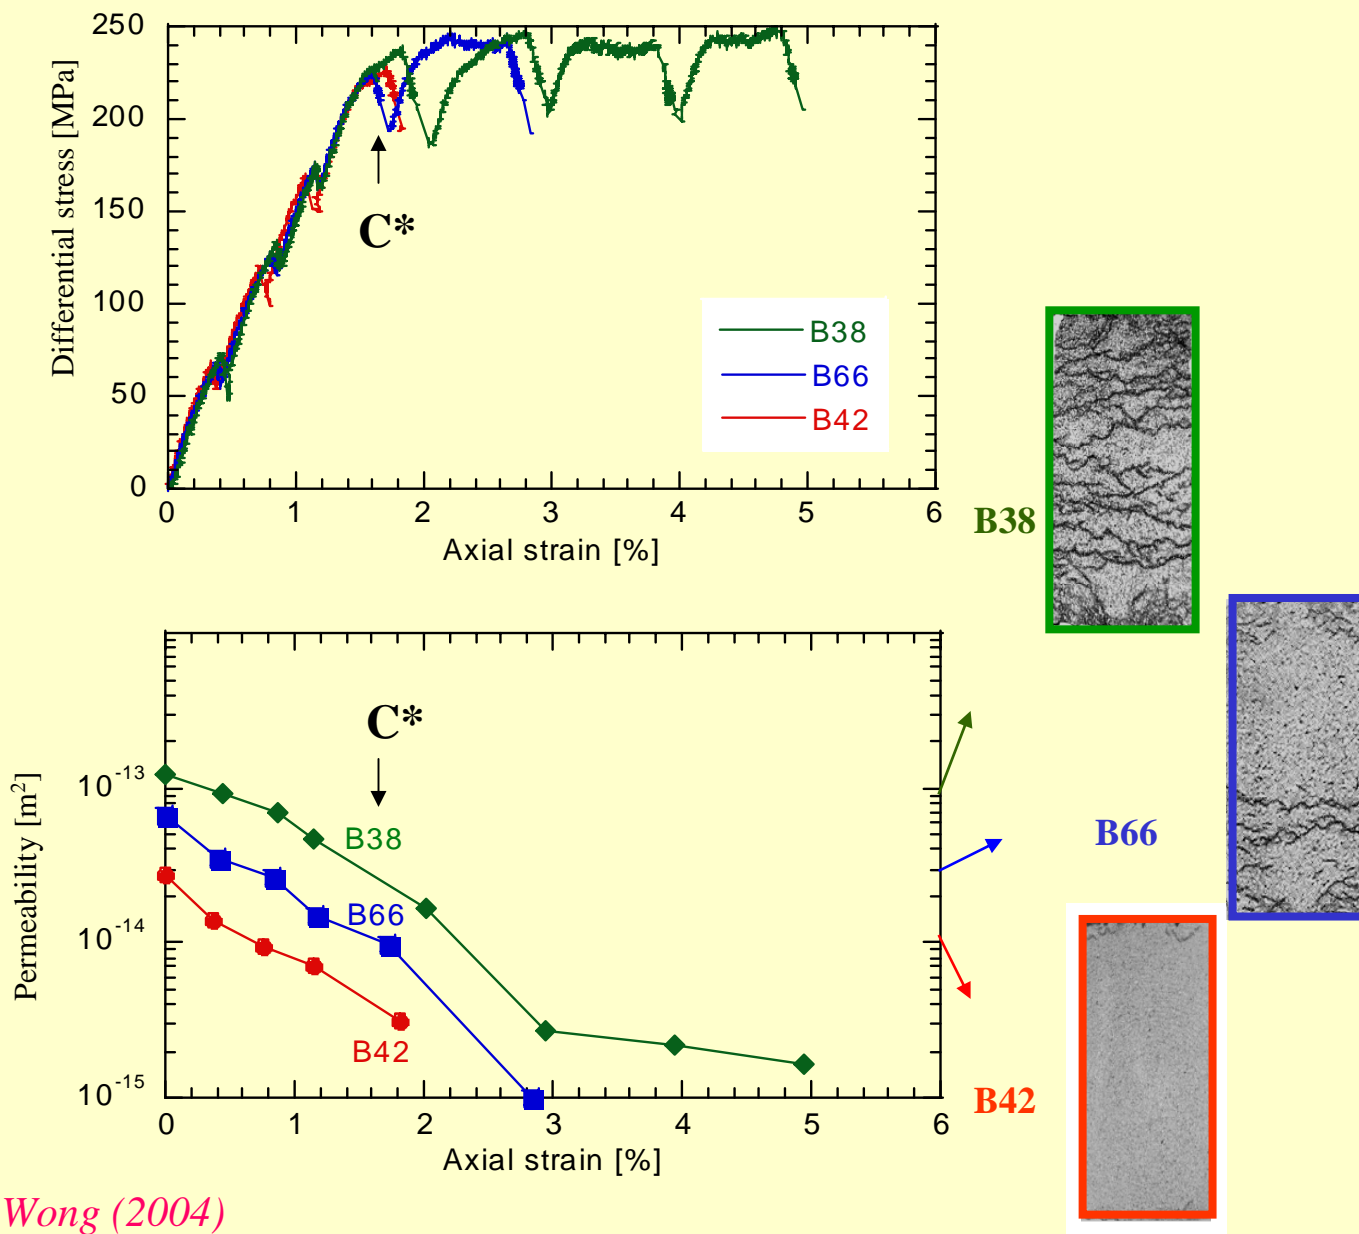 250
200
150
100
50
0
Differential stress [MPa]
C*
B38
B66
B42
0 1 2 3 4 5 6
Axial strain [%]
B38
B66
B42
Permeability [m²]
10⁻¹³
10⁻¹⁴
10⁻¹⁵
C*
B38
B66
B42
0 1 2 3 4 5 6
Axial strain [%]
Wong (2004)